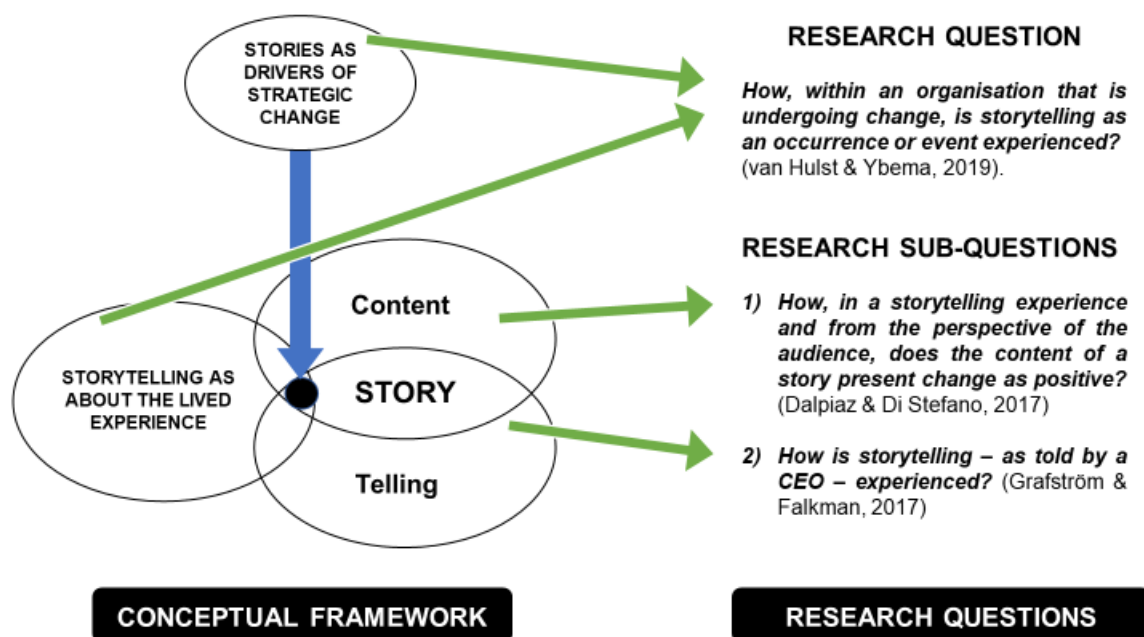 STORIES AS
DRIVERS OF
STRATEGIC
CHANGE
Content
STORYTELLING AS
ABOUT THE LIVED
EXPERIENCE
STORY
Telling
CONCEPTUAL FRAMEWORK
RESEARCH QUESTION
How, within an organisation that is
undergoing change, is storytelling as
an occurrence or event experienced?
(van Hulst & Ybema, 2019).
RESEARCH SUB-QUESTIONS
1) How, in a storytelling experience
and from the perspective of the
audience, does the content of a
story present change as positive?
(Dalpiaz & Di Stefano, 2017)
2) How is storytelling – as told by a
CEO – experienced? (Grafström &
Falkman, 2017)
RESEARCH QUESTIONS